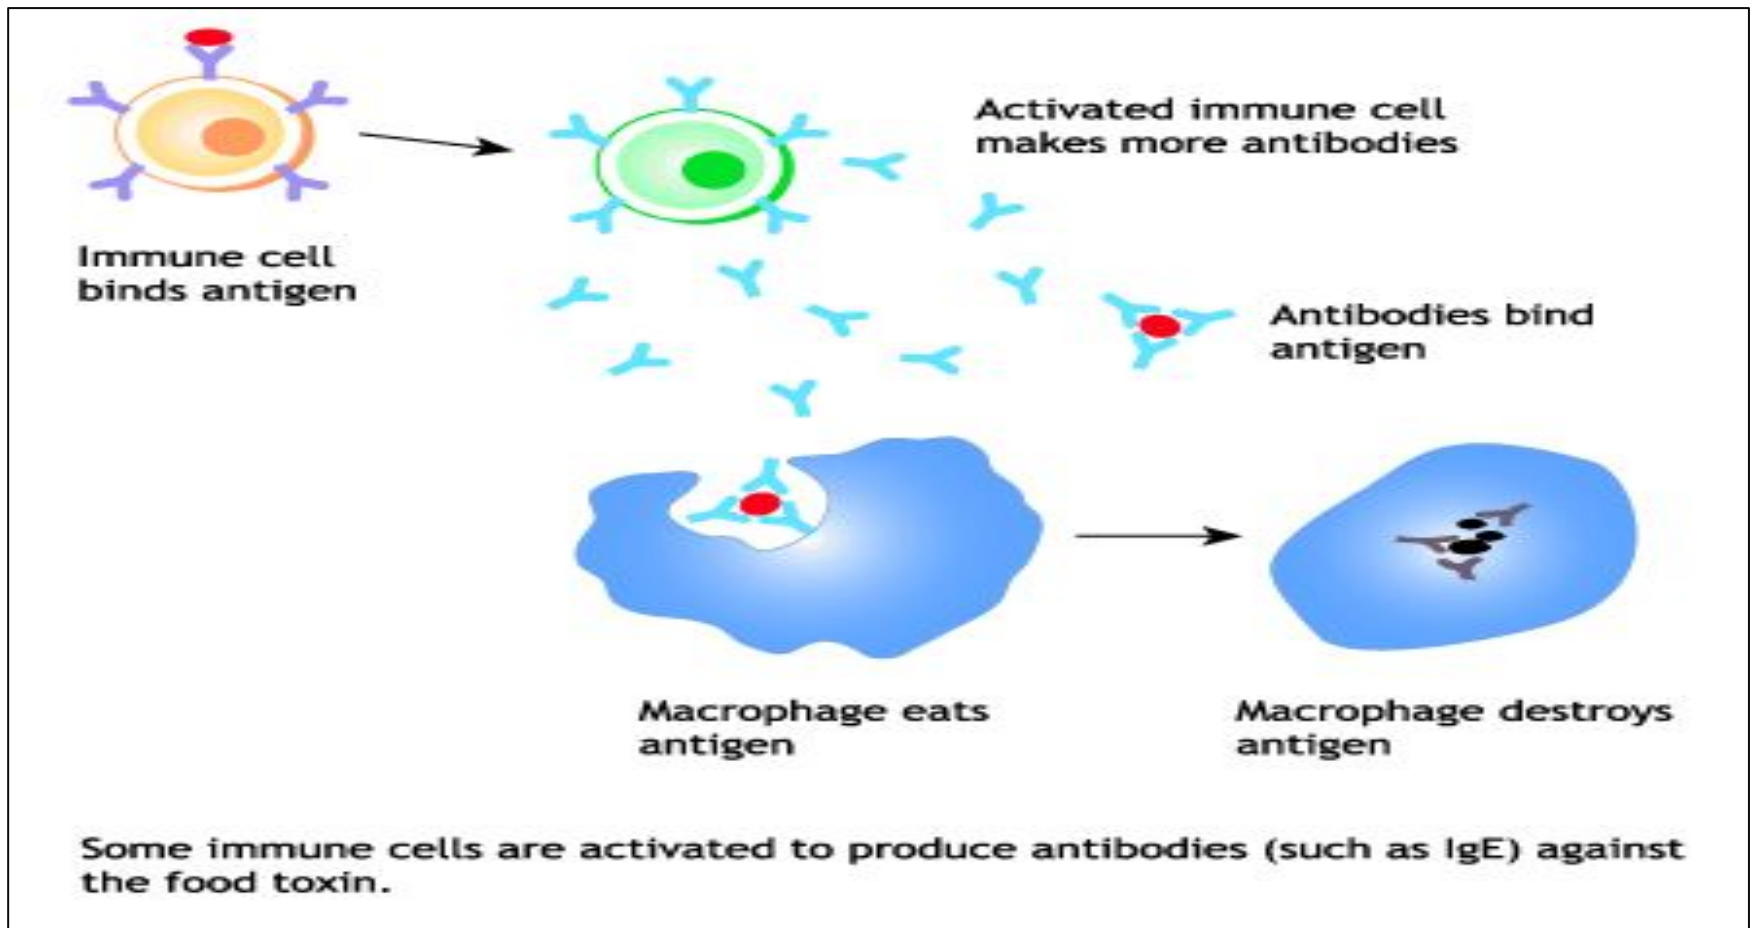 Activated immune cell
makes more antibodies
Immune cell
binds antigen
Antibodies bind
antigen
Macrophage eats
antigen
Macrophage destroys
antigen
Some immune cells are activated to produce antibodies (such as IgE) against
the food toxin.